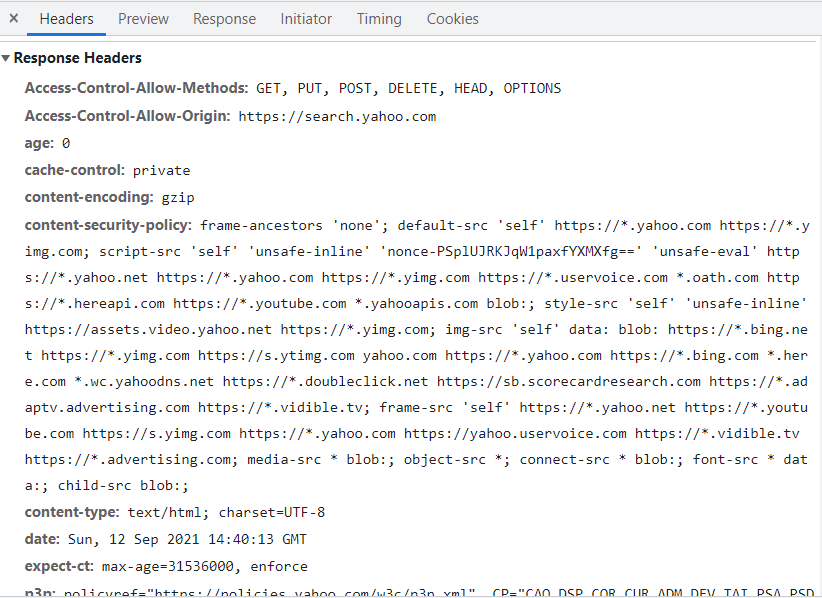 × Headers Preview Response Initiator Timing Cookies
▾ Response Headers
Access-Control-Allow-Methods: GET, PUT, POST, DELETE, HEAD, OPTIONS
Access-Control-Allow-Origin: https://search.yahoo.com
age: 0
cache-control: private
content-encoding: gzip
content-security-policy: frame-ancestors 'none'; default-src 'self' https://*.yahoo.com https://*.y
img.com; script-src 'self' 'unsafe-inline' 'nonce-PSplUJRKJqW1paxfYXMXfg==' 'unsafe-eval' http
s://*.yahoo.net https://*.yahoo.com https://*.yimg.com https://*.uservoice.com *.oath.com http
s://*.hereapi.com https://*.youtube.com *.yahooapis.com blob:; style-src 'self' 'unsafe-inline'
https://assets.video.yahoo.net https://*.yimg.com; img-src 'self' data: blob: https://*.bing.ne
t https://*.yimg.com https://s.ytimg.com yahoo.com https://*.yahoo.com https://*.bing.com *.her
e.com *.wc.yahoodns.net https://*.doubleclick.net https://sb.scorecardresearch.com https://*.ad
aptv.advertising.com https://*.vidible.tv; frame-src 'self' https://*.yahoo.net https://*.youtu
be.com https://s.yimg.com https://*.yahoo.com https://yahoo.uservoice.com https://*.vidible.tv
https://*.advertising.com; media-src * blob:; object-src *; connect-src * blob:; font-src * dat
a:; child-src blob:;
content-type: text/html; charset=UTF-8
date: Sun, 12 Sep 2021 14:40:13 GMT
expect-ct: max-age=31536000, enforce
p3p: policyref="https://policies.yahoo.com/w3c/p3p.xml", CP="CAO DSP COR CUR ADM DEV TAI PSA PSD